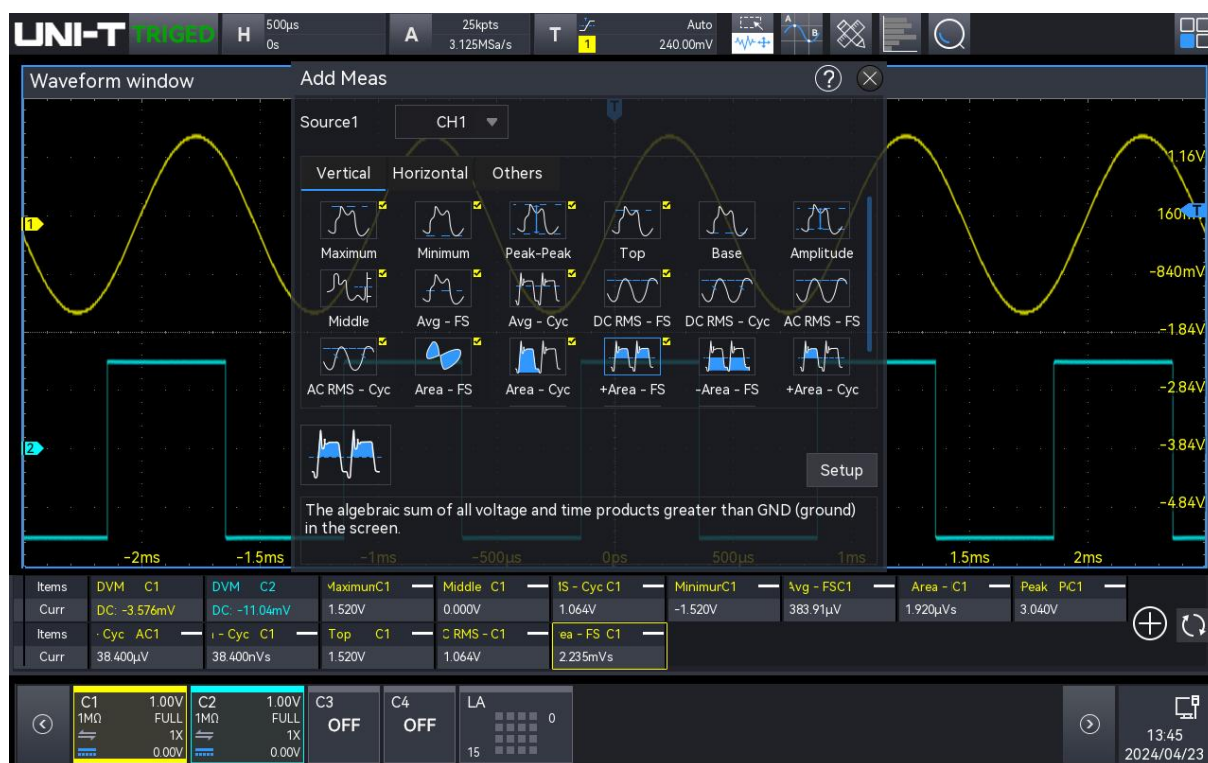 UNI-T TRIGED H 500µs 0s A 25kpts 3.125MSa/s T 1 Auto 240.00mV A B
Waveform window
Add Meas ?
Source1 CH1
T
Vertical Horizontal Others
1.16V
1
T
Maximum Minimum Peak-Peak Top Base Amplitude
-840mV
Middle Avg - FS Avg - Cyc DC RMS - FS DC RMS - Cyc AC RMS - FS
-1.84V
AC RMS - Cyc Area - FS Area - Cyc +Area - FS -Area - FS +Area - Cyc
-2.84V
2
-3.84V
Setup
The algebraic sum of all voltage and time products greater than GND (ground)
in the screen.
-4.84V
-2ms -1.5ms -1ms -500µs 0ps 500µs 1ms 1.5ms 2ms
Items DVM C1 DVM C2 C1 Middle C1 - Cyc C1 C1 - FSC1 Area - C1 Peak C1
Curr DC: -3.576mV DC: -11.04mV 1.520V 0.000V 1.064V -1.520V 383.91µV 1.920µVs 3.040V
Items Cyc AC1 - Cyc C1 Top C1 RMS - C1 ea - FS C1
Curr 38.400µV 38.400nVs 1.520V 1.064V 2.235mVs
C1 1.00V C2 1.00V C3 C4 LA
1MΩ FULL 1MΩ FULL OFF OFF 0
1X 1X
0.00V 0.00V 15
13:45
2024/04/23